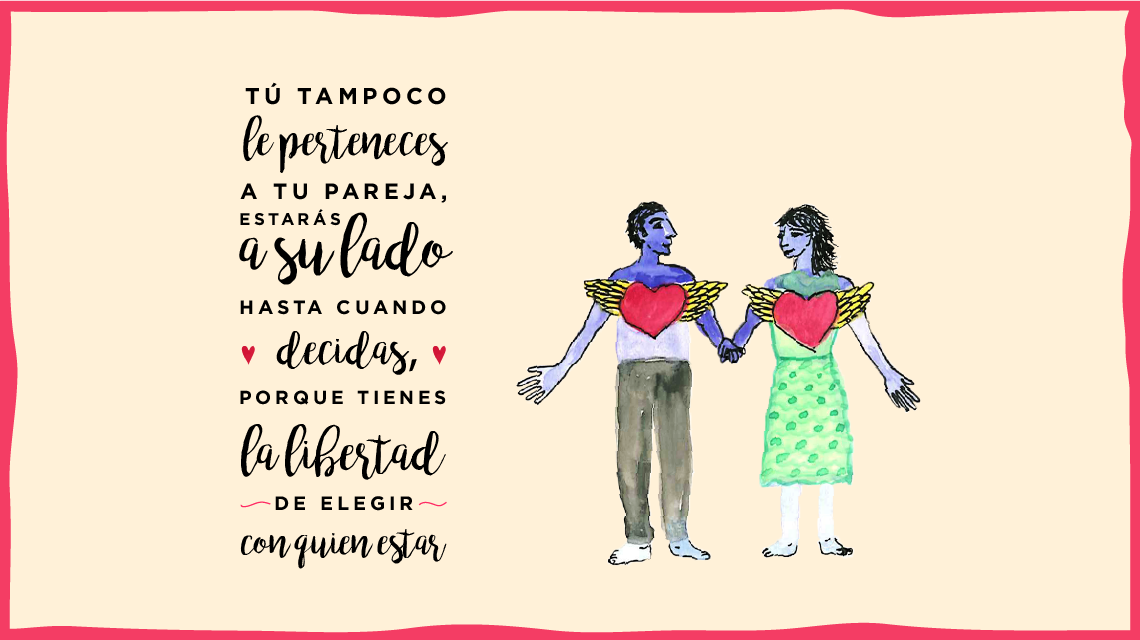 TÚ TAMPOCO
le perteneces
A TU PAREJA,
ESTARÁS
a su lado
HASTA CUANDO
decidas,
PORQUE TIENES
la libertad
DE ELEGIR
con quien estar